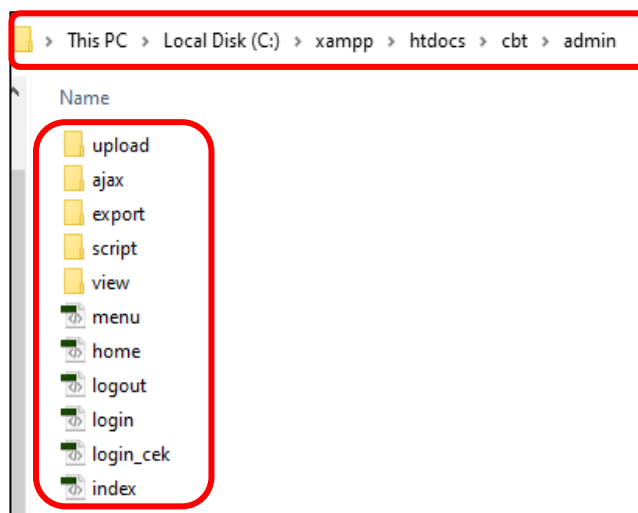 This PC > Local Disk (C:) > xampp > htdocs > cbt > admin
Name
upload
ajax
export
script
view
menu
home
logout
login
login_cek
index